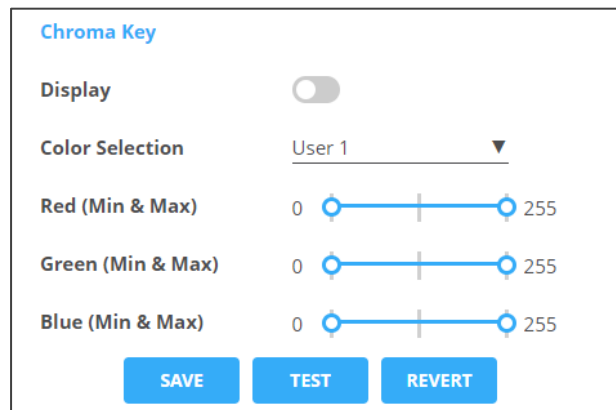 Chroma Key
Display
Color Selection User 1 ▼
Red (Min & Max) 0 255
Green (Min & Max) 0 255
Blue (Min & Max) 0 255
SAVE TEST REVERT